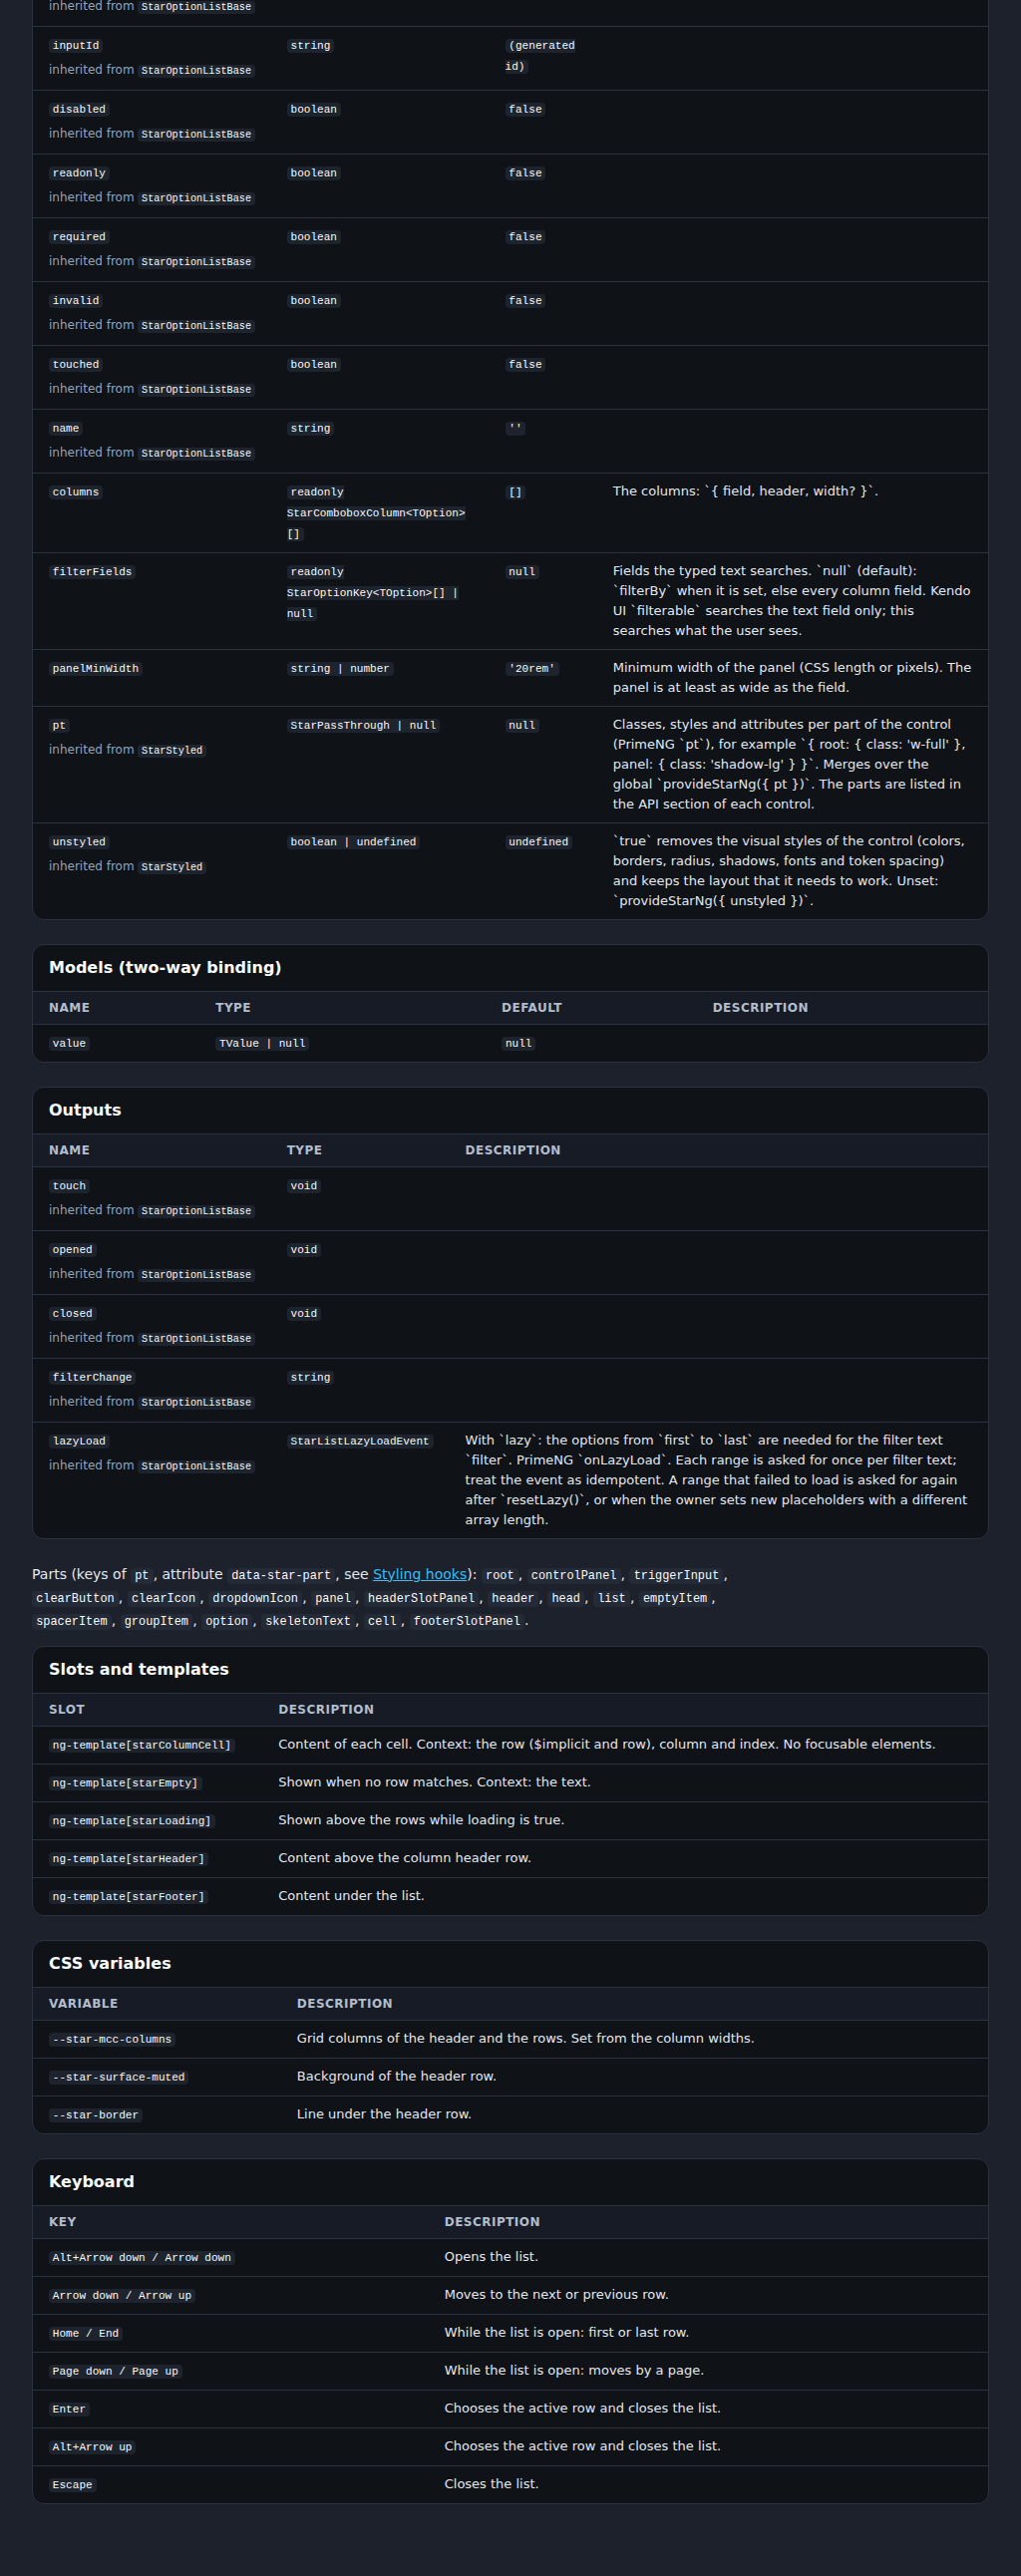 inherited from StarOptionListBase
inputId string (generated
id)
inherited from StarOptionListBase
disabled boolean false
inherited from StarOptionListBase
readonly boolean false
inherited from StarOptionListBase
required boolean false
inherited from StarOptionListBase
invalid boolean false
inherited from StarOptionListBase
touched boolean false
inherited from StarOptionListBase
name string ''
inherited from StarOptionListBase
columns readonly [] The columns: `{ field, header, width? }`.
StarComboboxColumn<TOption>
[]
filterFields readonly null Fields the typed text searches. `null` (default):
StarOptionKey<TOption>[] | `filterBy` when it is set, else every column field. Kendo
null UI `filterable` searches the text field only; this
searches what the user sees.
panelMinWidth string | number '20rem' Minimum width of the panel (CSS length or pixels). The
panel is at least as wide as the field.
pt StarPassThrough | null null Classes, styles and attributes per part of the control
inherited from StarStyled (PrimeNG `pt`), for example `{ root: { class: 'w-full' },
panel: { class: 'shadow-lg' } }`. Merges over the
global `provideStarNg({ pt })`. The parts are listed in
the API section of each control.
unstyled boolean | undefined undefined `true` removes the visual styles of the control (colors,
inherited from StarStyled borders, radius, shadows, fonts and token spacing)
and keeps the layout that it needs to work. Unset:
`provideStarNg({ unstyled })`.
Models (two-way binding)
NAME TYPE DEFAULT DESCRIPTION
value TValue | null null
Outputs
NAME TYPE DESCRIPTION
touch void
inherited from StarOptionListBase
opened void
inherited from StarOptionListBase
closed void
inherited from StarOptionListBase
filterChange string
inherited from StarOptionListBase
lazyLoad StarListLazyLoadEvent With `lazy`: the options from `first` to `last` are needed for the filter text
inherited from StarOptionListBase `filter`. PrimeNG `onLazyLoad`. Each range is asked for once per filter text;
treat the event as idempotent. A range that failed to load is asked for again
after `resetLazy()`, or when the owner sets new placeholders with a different
array length.
Parts (keys of pt, attribute data-star-part, see Styling hooks): root, controlPanel, triggerInput,
clearButton, clearIcon, dropdownIcon, panel, headerSlotPanel, header, head, list, emptyItem,
spacerItem, groupItem, option, skeletonText, cell, footerSlotPanel.
Slots and templates
SLOT DESCRIPTION
ng-template[starColumnCell] Content of each cell. Context: the row ($implicit and row), column and index. No focusable elements.
ng-template[starEmpty] Shown when no row matches. Context: the text.
ng-template[starLoading] Shown above the rows while loading is true.
ng-template[starHeader] Content above the column header row.
ng-template[starFooter] Content under the list.
CSS variables
VARIABLE DESCRIPTION
--star-mcc-columns Grid columns of the header and the rows. Set from the column widths.
--star-surface-muted Background of the header row.
--star-border Line under the header row.
Keyboard
KEY DESCRIPTION
Alt+Arrow down / Arrow down Opens the list.
Arrow down / Arrow up Moves to the next or previous row.
Home / End While the list is open: first or last row.
Page down / Page up While the list is open: moves by a page.
Enter Chooses the active row and closes the list.
Alt+Arrow up Chooses the active row and closes the list.
Escape Closes the list.